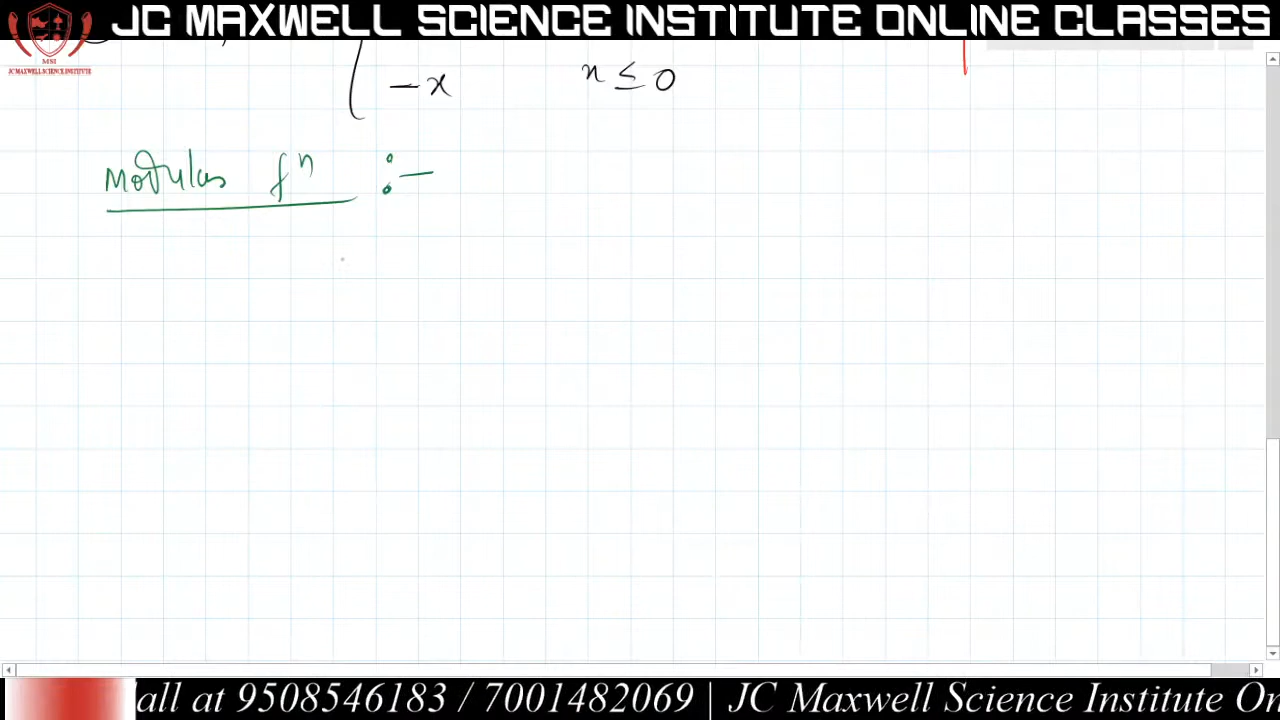 JC MAXWELL SCIENCE INSTITUTE ONLINE CLASSES
MSI
JC MAXWELL SCIENCE INSTITUTE
-x x ≤ 0
Modulus fⁿ :-
all at 9508546183 / 7001482069 | JC Maxwell Science Institute On